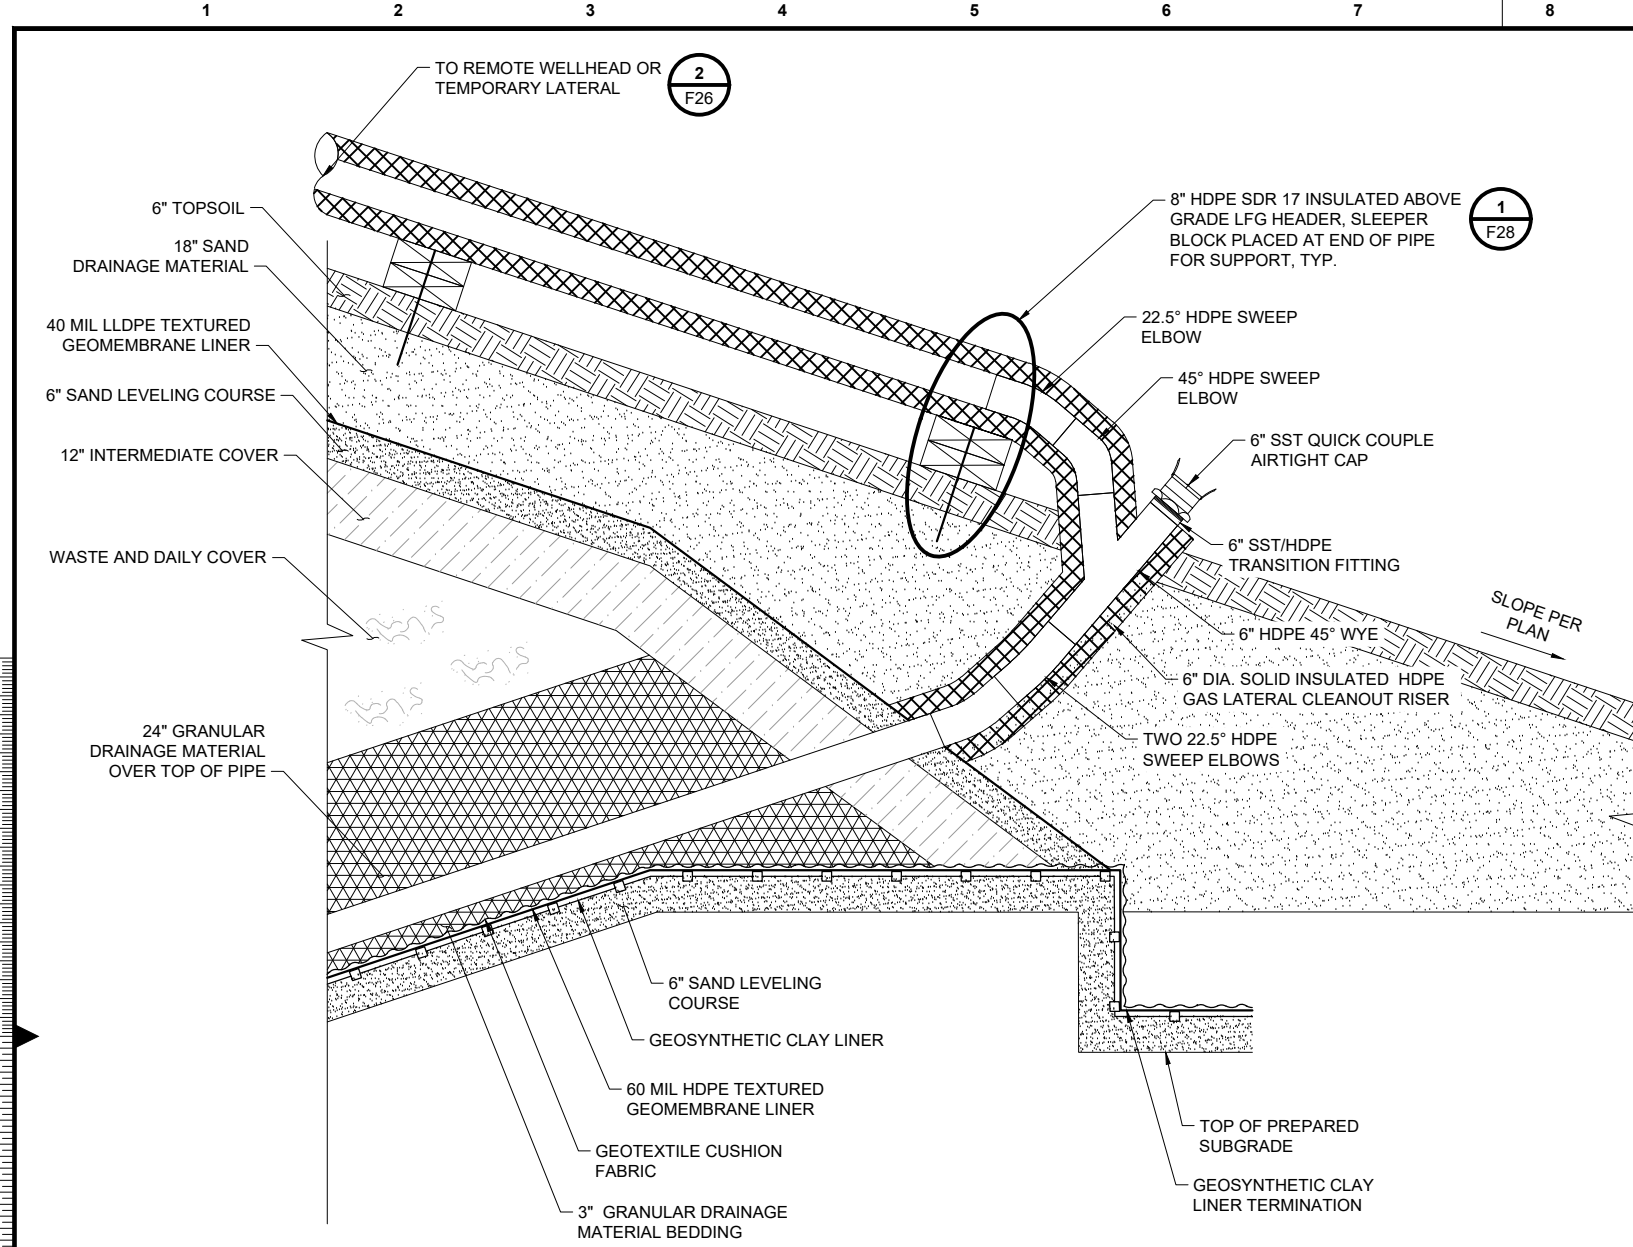 1 2 3 4 5 6 7 8
TO REMOTE WELLHEAD OR
TEMPORARY LATERAL
2
F26
6" TOPSOIL
18" SAND
DRAINAGE MATERIAL
40 MIL LLDPE TEXTURED
GEOMEMBRANE LINER
6" SAND LEVELING COURSE
12" INTERMEDIATE COVER
WASTE AND DAILY COVER
24" GRANULAR
DRAINAGE MATERIAL
OVER TOP OF PIPE
8" HDPE SDR 17 INSULATED ABOVE
GRADE LFG HEADER, SLEEPER
BLOCK PLACED AT END OF PIPE
FOR SUPPORT, TYP.
1
F28
22.5° HDPE SWEEP
ELBOW
45° HDPE SWEEP
ELBOW
6" SST QUICK COUPLE
AIRTIGHT CAP
6" SST/HDPE
TRANSITION FITTING
SLOPE PER
PLAN
6" HDPE 45° WYE
6" DIA. SOLID INSULATED HDPE
GAS LATERAL CLEANOUT RISER
TWO 22.5° HDPE
SWEEP ELBOWS
6" SAND LEVELING
COURSE
GEOSYNTHETIC CLAY LINER
60 MIL HDPE TEXTURED
GEOMEMBRANE LINER
GEOTEXTILE CUSHION
FABRIC
3" GRANULAR DRAINAGE
MATERIAL BEDDING
TOP OF PREPARED
SUBGRADE
GEOSYNTHETIC CLAY
LINER TERMINATION